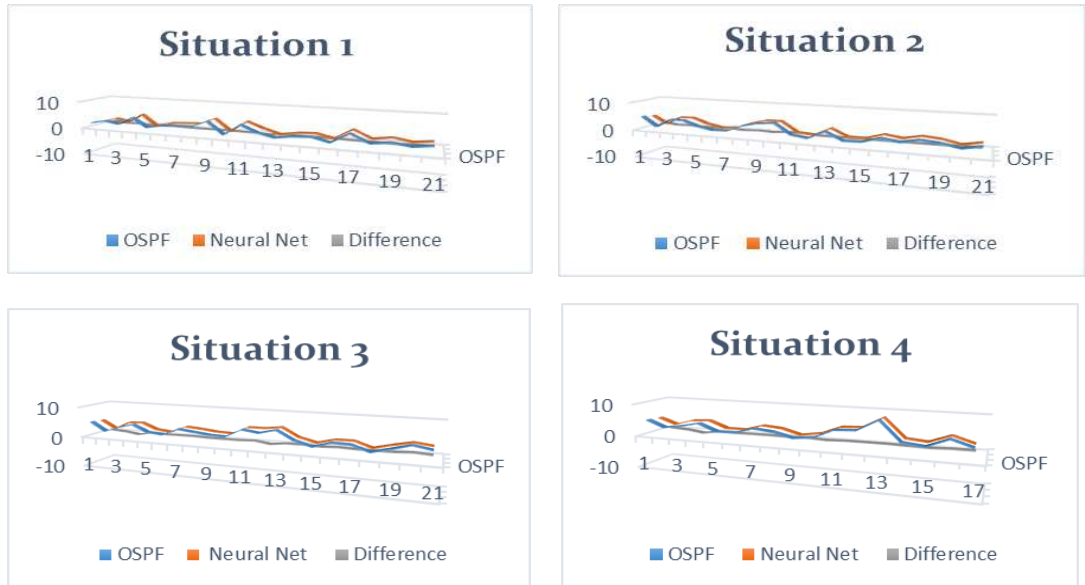 Situation 1
10
0
-10
1 3 5 7 9 11 13 15 17 19 21
OSPF
OSPF Neural Net Difference
Situation 2
10
0
-10
1 3 5 7 9 11 13 15 17 19 21
OSPF
OSPF Neural Net Difference
Situation 3
10
0
-10
1 3 5 7 9 11 13 15 17 19 21
OSPF
OSPF Neural Net Difference
Situation 4
10
0
-10
1 3 5 7 9 11 13 15 17
OSPF
OSPF Neural Net Difference